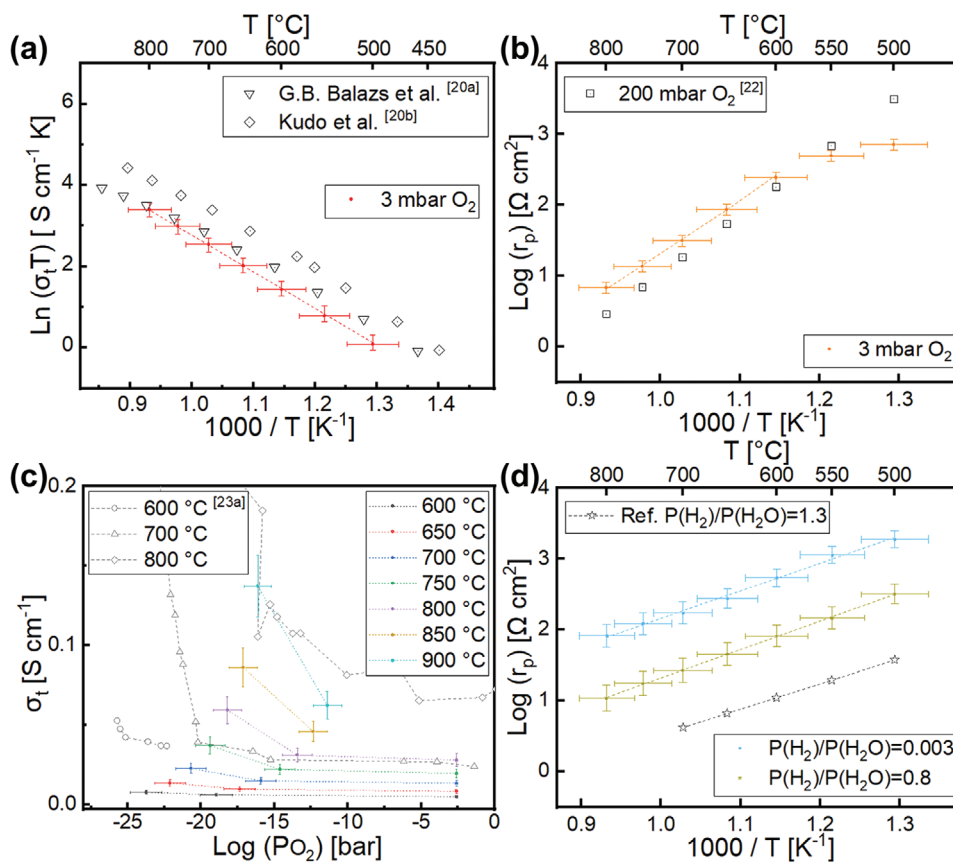 (a)
T [°C]
800 700 600 500 450
G.B. Balazs et al. [20a]
Kudo et al. [20b]
3 mbar O2
Ln (σtT) [ S cm-1 K]
6
4
2
0
0.9 1.0 1.1 1.2 1.3 1.4
1000 / T [K-1]
(b)
T [°C]
800 700 600 550 500
200 mbar O2 [22]
3 mbar O2
Log (rp) [Ω cm2]
4
3
2
1
0
0.9 1.0 1.1 1.2 1.3
1000 / T [K-1]
(c)
600 °C [23a]
700 °C
800 °C
600 °C
650 °C
700 °C
750 °C
800 °C
850 °C
900 °C
σt [S cm-1]
0.2
0.1
0.0
-25 -20 -15 -10 -5 0
Log (PO2) [bar]
(d)
T [°C]
800 700 600 550 500
Ref. P(H2)/P(H2O)=1.3
P(H2)/P(H2O)=0.003
P(H2)/P(H2O)=0.8
Log (rp) [Ω cm2]
4
3
2
1
0
0.9 1.0 1.1 1.2 1.3
1000 / T [K-1]